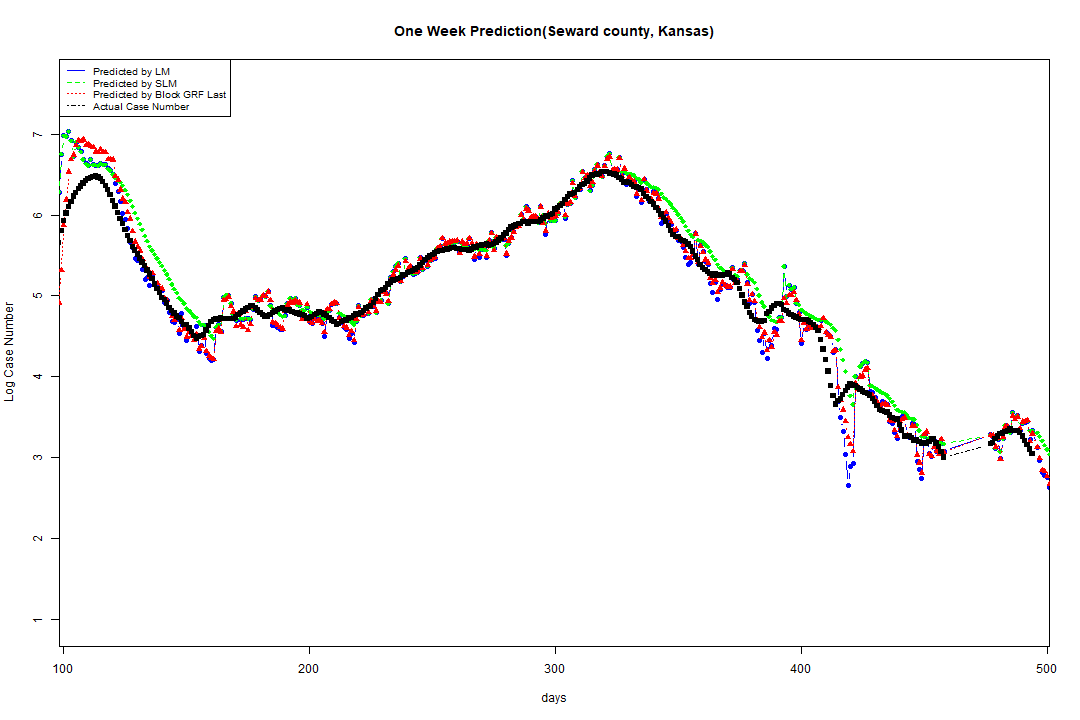 One Week Prediction(Seward county, Kansas)
Predicted by LM
Predicted by SLM
Predicted by Block GRF Last
Actual Case Number
7
6
5
4
3
2
1
Log Case Number
100 200 300 400 500
days